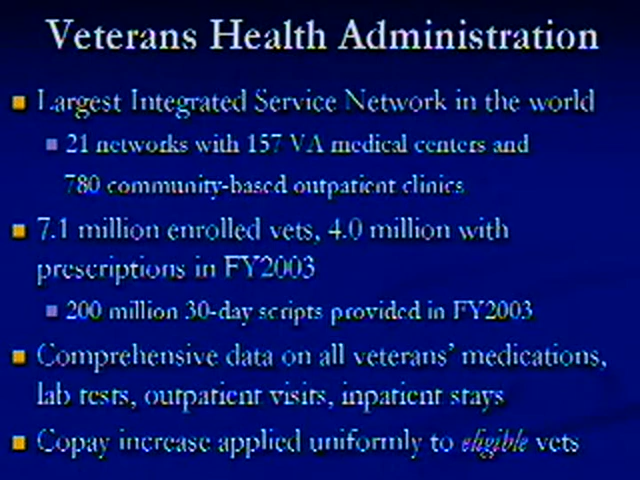 Veterans Health Administration
Largest Integrated Service Network in the world
21 networks with 157 VA medical centers and
780 community-based outpatient clinics
7.1 million enrolled vets, 4.0 million with
prescriptions in FY2003
200 million 30-day scripts provided in FY2003
Comprehensive data on all veterans' medications,
lab tests, outpatient visits, inpatient stays
Copay increase applied uniformly to eligible vets